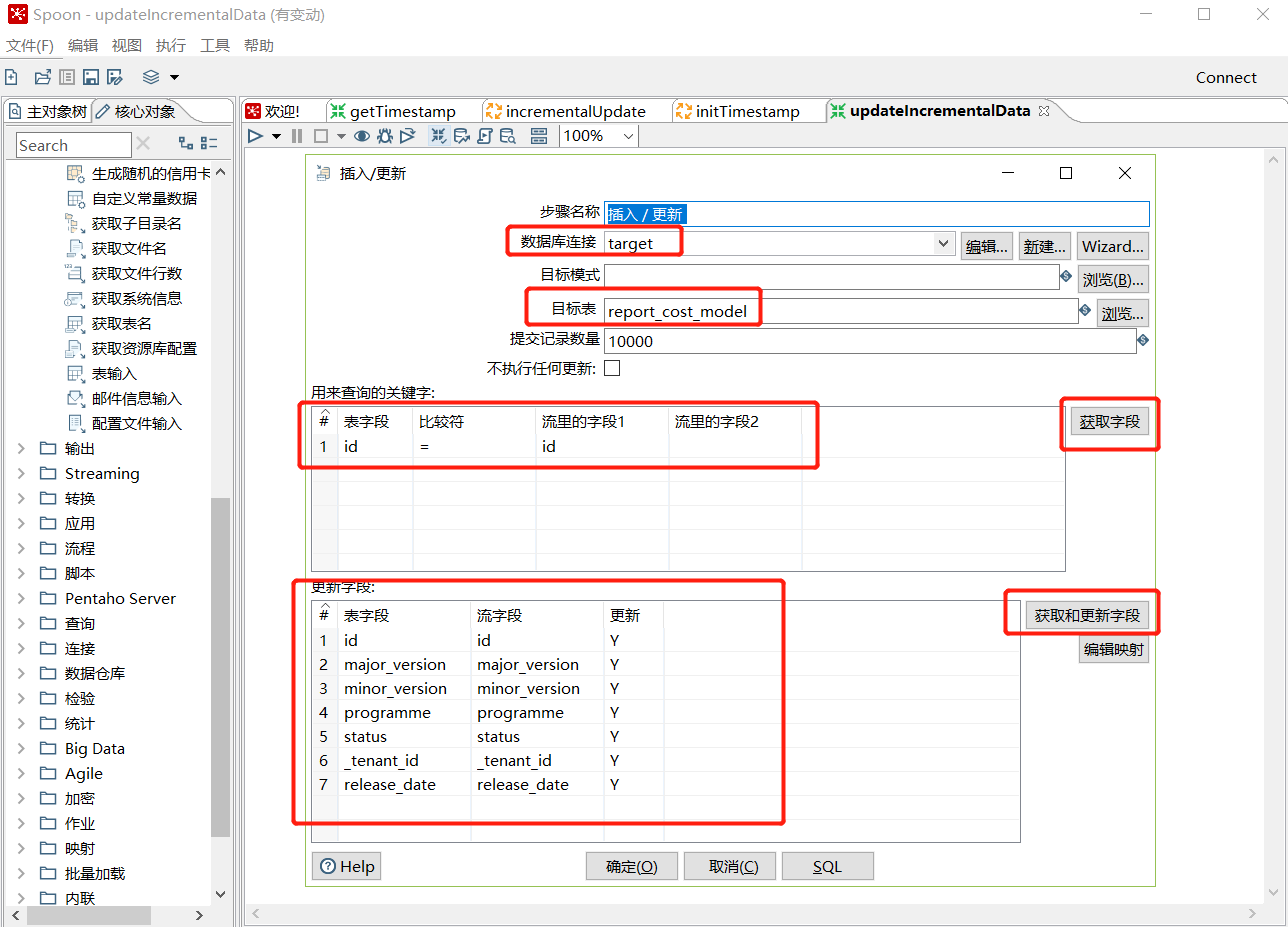 Spoon - updateIncrementalData (有变动)
文件(F) 编辑 视图 执行 工具 帮助
Connect
主对象树 核心对象
欢迎! getTimestamp incrementalUpdate initTimestamp updateIncrementalData
Search
100%
生成随机的信用卡
自定义常量数据
获取子目录名
获取文件名
获取文件行数
获取系统信息
获取表名
获取资源库配置
表输入
邮件信息输入
配置文件输入
输出
Streaming
转换
应用
流程
脚本
Pentaho Server
查询
连接
数据仓库
检验
统计
Big Data
Agile
加密
作业
映射
批量加载
内联
插入/更新
步骤名称 插入 / 更新
数据库连接 target 编辑... 新建... Wizard...
目标模式 浏览(B)...
目标表 report_cost_model 浏览...
提交记录数量 10000
不执行任何更新:
用来查询的关键字:
# 表字段 比较符 流里的字段1 流里的字段2 获取字段
1 id = id
更新字段:
# 表字段 流字段 更新 获取和更新字段
1 id id Y
编辑映射
2 major_version major_version Y
3 minor_version minor_version Y
4 programme programme Y
5 status status Y
6 _tenant_id _tenant_id Y
7 release_date release_date Y
Help 确定(O) 取消(C) SQL